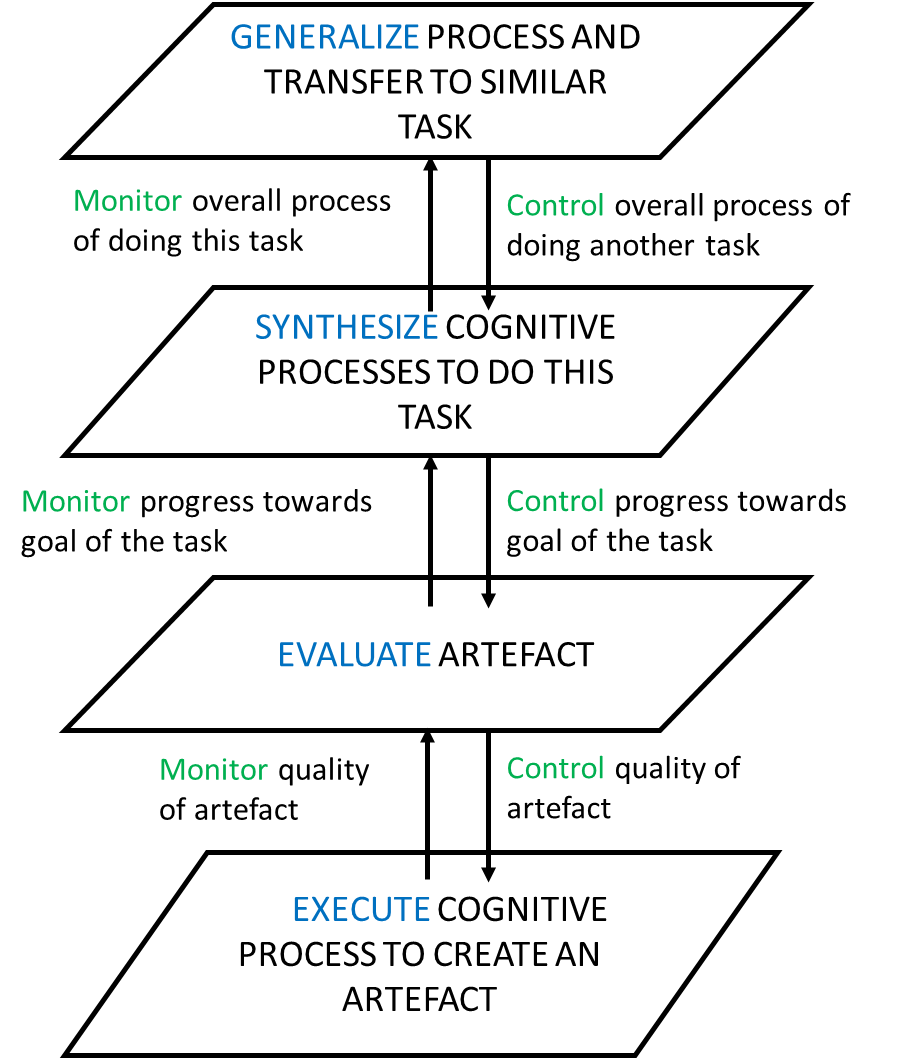 GENERALIZE PROCESS AND
TRANSFER TO SIMILAR
TASK
Monitor overall process
of doing this task
Control overall process of
doing another task
SYNTHESIZE COGNITIVE
PROCESSES TO DO THIS
TASK
Monitor progress towards
goal of the task
Control progress towards
goal of the task
EVALUATE ARTEFACT
Monitor quality
of artefact
Control quality of
artefact
EXECUTE COGNITIVE
PROCESS TO CREATE AN
ARTEFACT